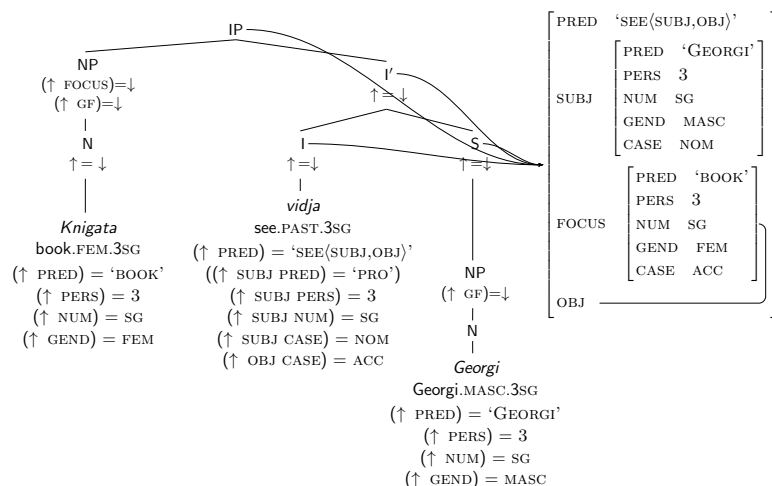 IP
NP
(↑ FOCUS)=↓
(↑ GF)=↓
N
↑= ↓
Knigata
book.FEM.3SG
(↑ PRED) = ‘BOOK’
(↑ PERS) = 3
(↑ NUM) = SG
(↑ GEND) = FEM
I′
↑= ↓
I
↑=↓
vidja
see.PAST.3SG
(↑ PRED) = ‘SEE⟨SUBJ,OBJ⟩’
((↑ SUBJ PRED) = ‘PRO’)
(↑ SUBJ PERS) = 3
(↑ SUBJ NUM) = SG
(↑ SUBJ CASE) = NOM
(↑ OBJ CASE) = ACC
S
↑=↓
NP
(↑ GF)=↓
N
Georgi
Georgi.MASC.3SG
(↑ PRED) = ‘GEORGI’
(↑ PERS) = 3
(↑ NUM) = SG
(↑ GEND) = MASC
PRED ‘SEE⟨SUBJ,OBJ⟩’
SUBJ
PRED ‘GEORGI’
PERS 3
NUM SG
GEND MASC
CASE NOM
FOCUS
PRED ‘BOOK’
PERS 3
NUM SG
GEND FEM
CASE ACC
OBJ